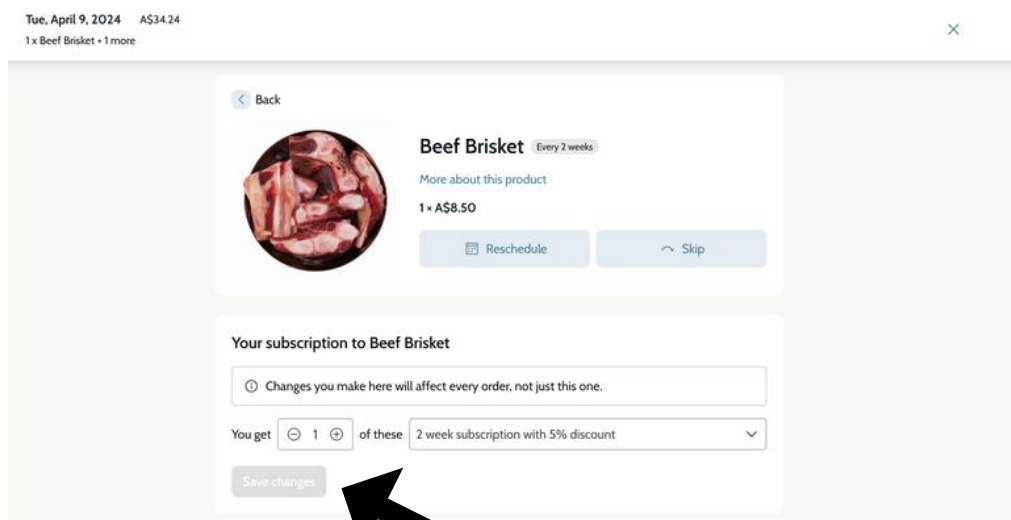 Tue, April 9, 2024 A$34.24
1 x Beef Brisket + 1 more
Back
Beef Brisket Every 2 weeks
More about this product
1 × A$8.50
Reschedule Skip
Your subscription to Beef Brisket
Changes you make here will affect every order, not just this one.
You get 1 of these 2 week subscription with 5% discount
Save changes